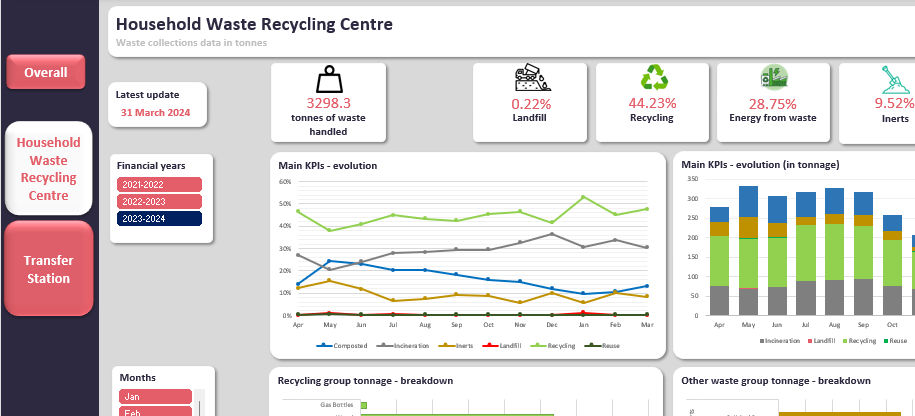 Household Waste Recycling Centre
Waste collections data in tonnes
Overall
Household
Waste
Recycling
Centre
Transfer
Station
Latest update
31 March 2024
3298.3
tonnes of waste
handled
0.22%
Landfill
44.23%
Recycling
28.75%
Energy from waste
9.52%
Inerts
Financial years
2021-2022
2022-2023
2023-2024
Main KPIs - evolution
60%
50%
40%
30%
20%
10%
0%
Apr May Jun Jul Aug Sep Oct Nov Dec Jan Feb Mar
Composted Incineration Inerts Landfill Recycling Reuse
Main KPIs - evolution (in tonnage)
350
300
250
200
150
100
50
0
Apr May Jun Jul Aug Sep Oct
Incineration Landfill Recycling Reuse
Months
Jan
Feb
Recycling group tonnage - breakdown
Gas Bottles
Other waste group tonnage - breakdown